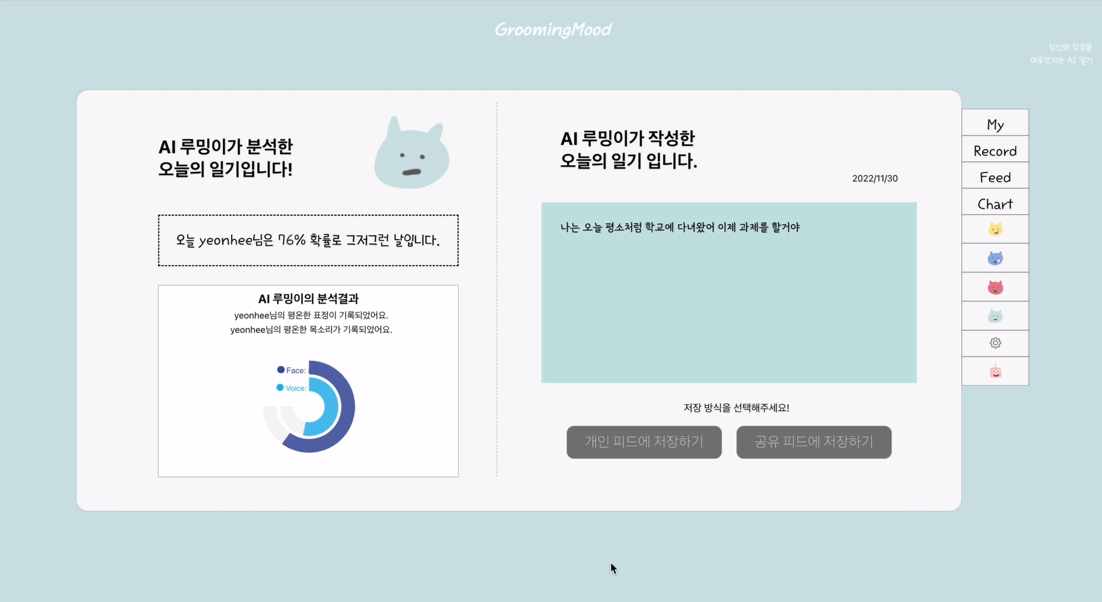 GroomingMood
당신의 감정을
어루만지는 AI 일기
AI 루밍이가 분석한
오늘의 일기입니다!
오늘 yeonhee님은 76% 확률로 그저그런 날입니다.
AI 루밍이의 분석결과
yeonhee님의 평온한 표정이 기록되었어요.
yeonhee님의 평온한 목소리가 기록되었어요.
Face:
Voice:
AI 루밍이가 작성한
오늘의 일기 입니다.
2022/11/30
나는 오늘 평소처럼 학교에 다녀왔어 이제 과제를 할거야
저장 방식을 선택해주세요!
개인 피드에 저장하기
공유 피드에 저장하기
My
Record
Feed
Chart